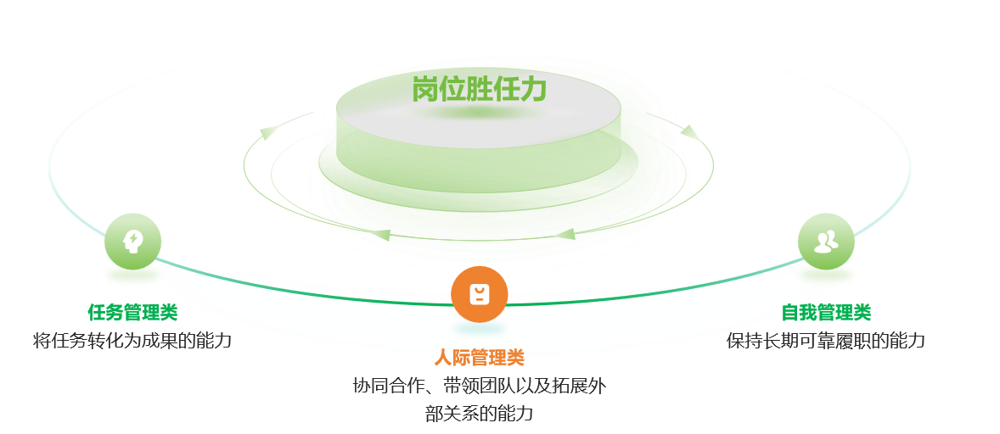 岗位胜任力
任务管理类
将任务转化为成果的能力
人际管理类
协同合作、带领团队以及拓展外
部关系的能力
自我管理类
保持长期可靠履职的能力